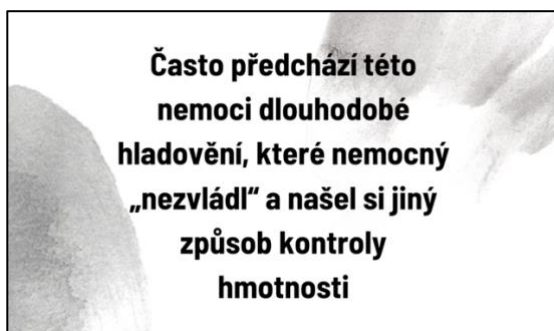 Často předchází této
nemoci dlouhodobé
hladovění, které nemocný
„nezvládl“ a našel si jiný
způsob kontroly
hmotnosti